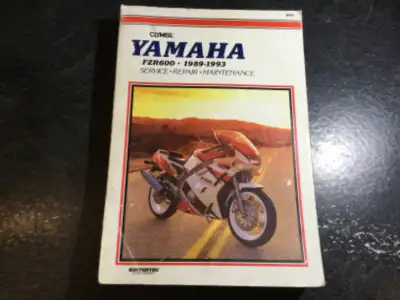 CLYMER
YAMAHA
FZR600 • 1989-1993
SERVICE • REPAIR • MAINTENANCE